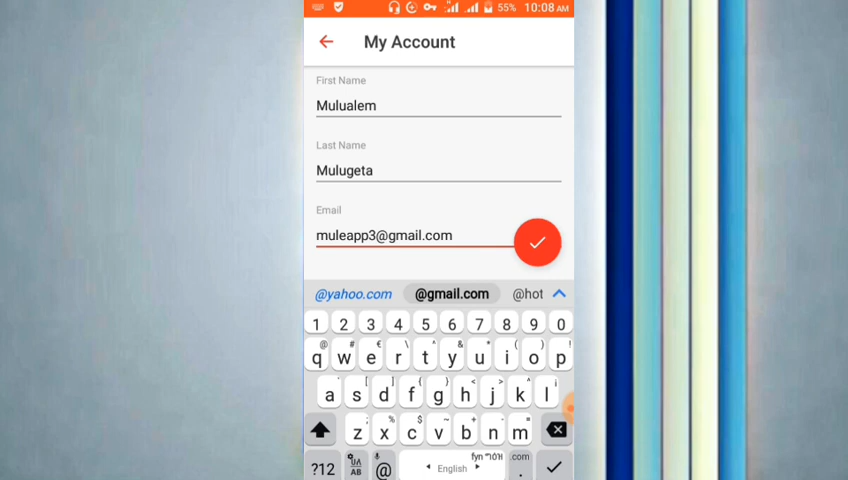 55% 10:08 AM
My Account
First Name
Mulualem
Last Name
Mulugeta
Email
muleapp3@gmail.com
@yahoo.com @gmail.com @hot
1 2 3 4 5 6 7 8 9 0
q w e r t y u i o p
a s d f g h j k l
z x c v b n m
?12 @ English .com .